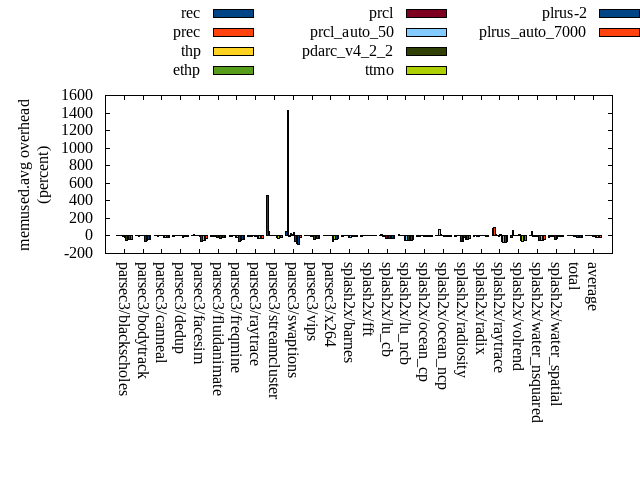 rec prcl plrus-2
prec prcl_auto_50 plrus_auto_7000
thp pdarc_v4_2_2
ethp ttmo
memused.avg overhead
(percent)
1600
1400
1200
1000
800
600
400
200
0
-200
parsec3/blackscholes
parsec3/bodytrack
parsec3/canneal
parsec3/dedup
parsec3/facesim
parsec3/fluidanimate
parsec3/freqmine
parsec3/raytrace
parsec3/streamcluster
parsec3/swaptions
parsec3/vips
parsec3/x264
splash2x/barnes
splash2x/fft
splash2x/lu_cb
splash2x/lu_ncb
splash2x/ocean_cp
splash2x/ocean_ncp
splash2x/radiosity
splash2x/radix
splash2x/raytrace
splash2x/volrend
splash2x/water_nsquared
splash2x/water_spatial
total
average